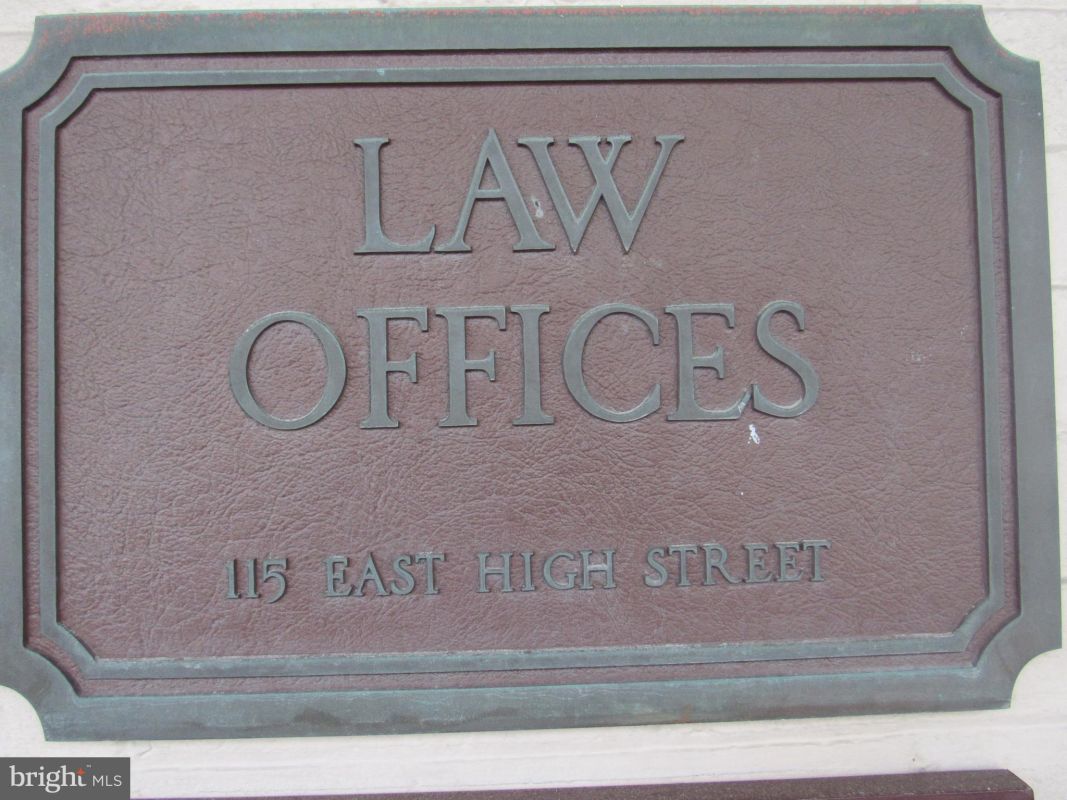 LAW
OFFICES
115 EAST HIGH STREET
bright MLS